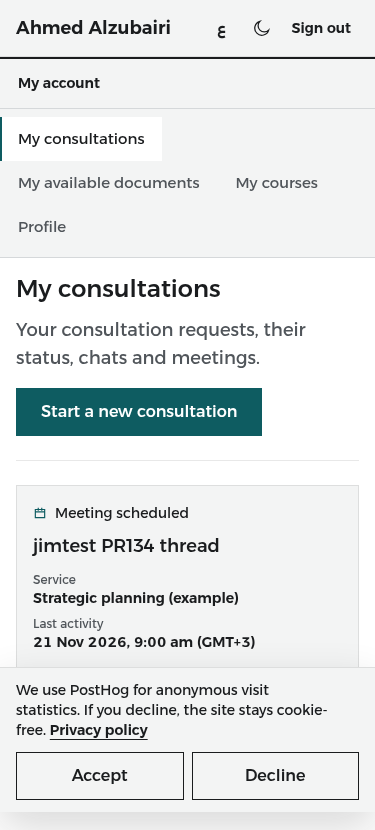 Ahmed Alzubairi
ع
Sign out
My account
My consultations
My available documents
My courses
Profile
My consultations
Your consultation requests, their
status, chats and meetings.
Start a new consultation
Meeting scheduled
jimtest PR134 thread
Service
Strategic planning (example)
Last activity
21 Nov 2026, 9:00 am (GMT+3)
We use PostHog for anonymous visit
statistics. If you decline, the site stays cookie-
free. Privacy policy
Accept
Decline